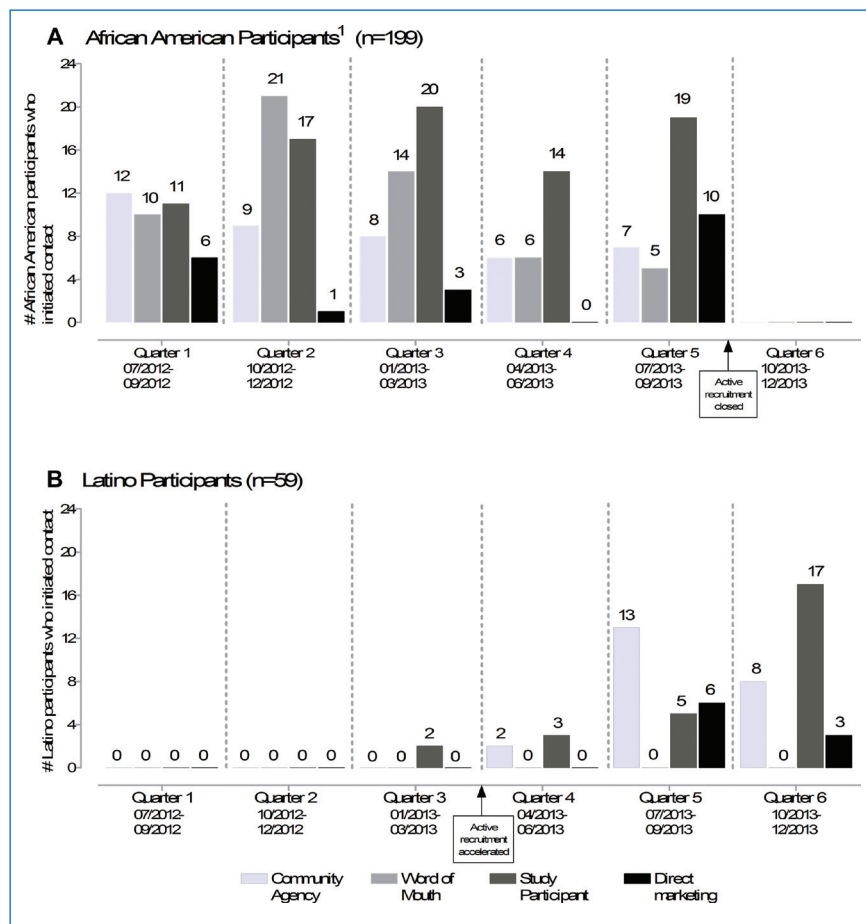 A African American Participants1 (n=199)
# African American participants who
initiated contact
24
20
16
12
8
4
0
12
10
11
6
9
21
17
1
8
14
20
3
6
6
14
0
7
5
19
10
Quarter 1
07/2012-
09/2012
Quarter 2
10/2012-
12/2012
Quarter 3
01/2013-
03/2013
Quarter 4
04/2013-
06/2013
Quarter 5
07/2013-
09/2013
Quarter 6
10/2013-
12/2013
Active
recruitment
closed
B Latino Participants (n=59)
# Latino participants who initiated contact
24
20
16
12
8
4
0
0 0 0 0
0 0 0 0
0 0 2 0
2 0 3 0
13 0 5 6
8 0 17 3
Quarter 1
07/2012-
09/2012
Quarter 2
10/2012-
12/2012
Quarter 3
01/2013-
03/2013
Quarter 4
04/2013-
06/2013
Quarter 5
07/2013-
09/2013
Quarter 6
10/2013-
12/2013
Active
recruitment
accelerated
Community
Agency
Word of
Mouth
Study
Participant
Direct
marketing